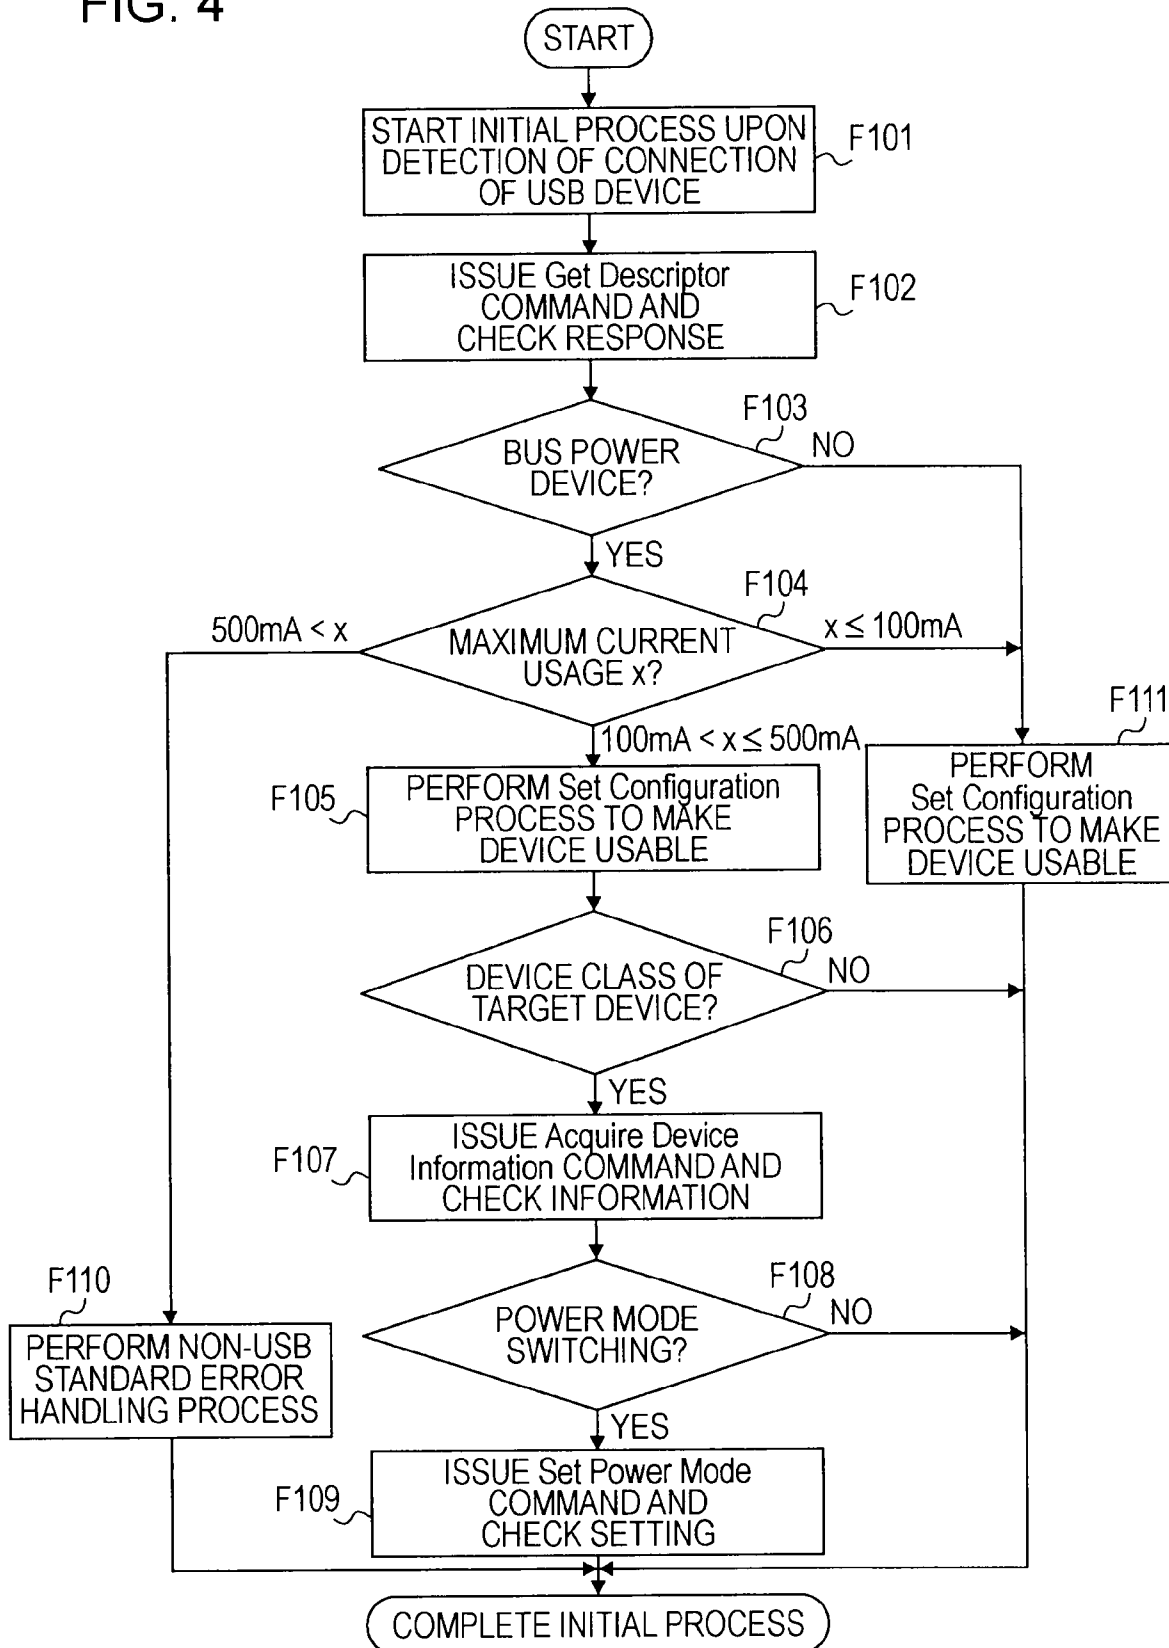 FIG. 4
START
START INITIAL PROCESS UPON
DETECTION OF CONNECTION
OF USB DEVICE
F101
ISSUE Get Descriptor
COMMAND AND
CHECK RESPONSE
F102
F103
BUS POWER
DEVICE?
NO
YES
F104
500mA < x
MAXIMUM CURRENT
USAGE x?
x ≤ 100mA
100mA < x ≤ 500mA
F111
F105
PERFORM Set Configuration
PROCESS TO MAKE
DEVICE USABLE
PERFORM
Set Configuration
PROCESS TO MAKE
DEVICE USABLE
F106
DEVICE CLASS OF
TARGET DEVICE?
NO
YES
F107
ISSUE Acquire Device
Information COMMAND AND
CHECK INFORMATION
F108
POWER MODE
SWITCHING?
NO
F110
PERFORM NON-USB
STANDARD ERROR
HANDLING PROCESS
YES
F109
ISSUE Set Power Mode
COMMAND AND
CHECK SETTING
COMPLETE INITIAL PROCESS